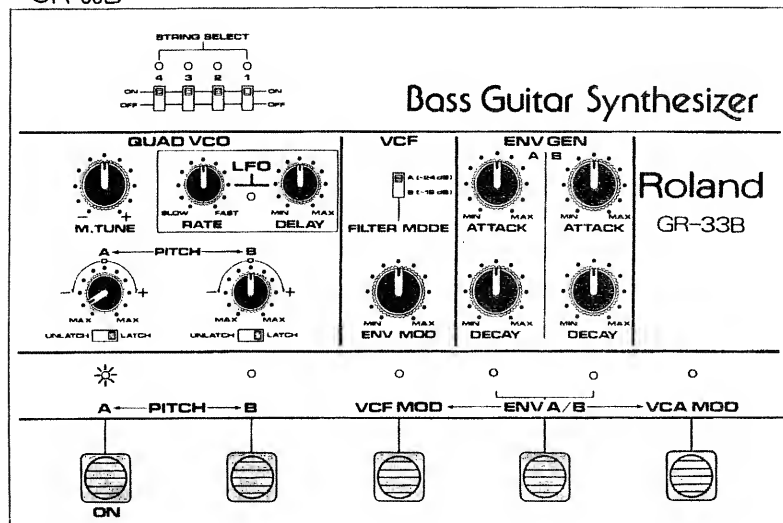 STRING SELECT
4 3 2 1
ON ON
OFF OFF
Bass Guitar Synthesizer
QUAD VCO VCF ENV GEN
A B
LFO
A (-24 dB)
B (-18 dB)
Roland
GR-33B
- +
M.TUNE
SLOW FAST
RATE
MIN MAX
DELAY
FILTER MODE
MIN MAX
ATTACK
MIN MAX
ATTACK
A PITCH B
- +
- +
MAX MAX
MAX MAX
UNLATCH LATCH
UNLATCH LATCH
MIN MAX
ENV MOD
MIN MAX
DECAY
MIN MAX
DECAY
A PITCH B VCF MOD ENV A/B VCA MOD
ON